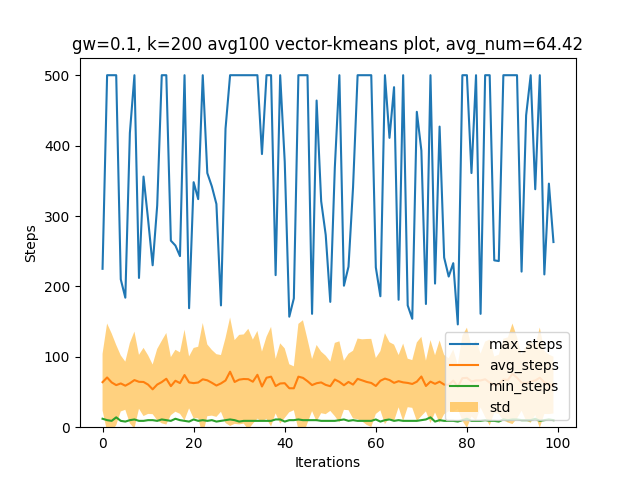 gw=0.1, k=200 avg100 vector-kmeans plot, avg_num=64.42
500
400
300
200
100
0
Steps
max_steps
avg_steps
min_steps
std
0 20 40 60 80 100
Iterations